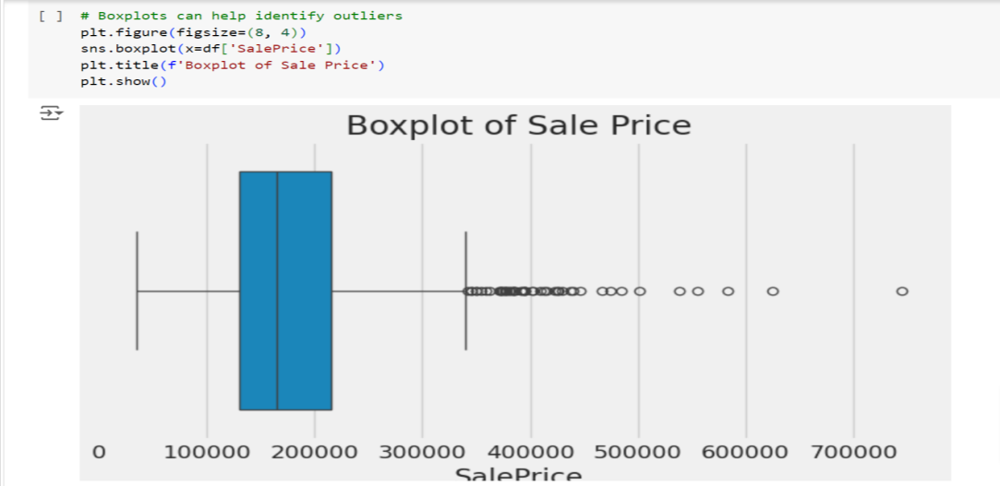 [ ] # Boxplots can help identify outliers
plt.figure(figsize=(8, 4))
sns.boxplot(x=df['SalePrice'])
plt.title(f'Boxplot of Sale Price')
plt.show()
Boxplot of Sale Price
0 100000 200000 300000 400000 500000 600000 700000
SalePrice